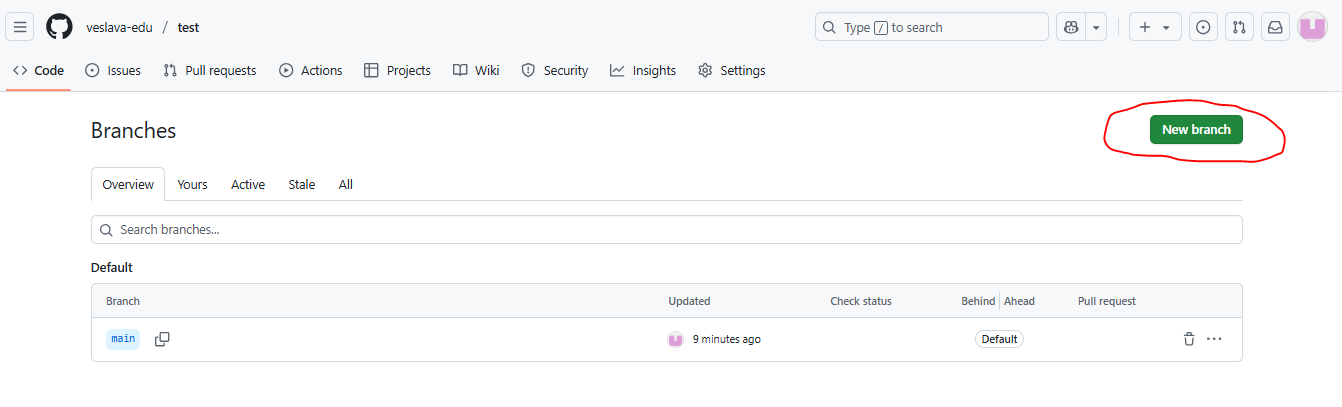 veslava-edu / test Type / to search
Code Issues Pull requests Actions Projects Wiki Security Insights Settings
Branches New branch
Overview Yours Active Stale All
Search branches...
Default
Branch Updated Check status Behind Ahead Pull request
main 9 minutes ago Default